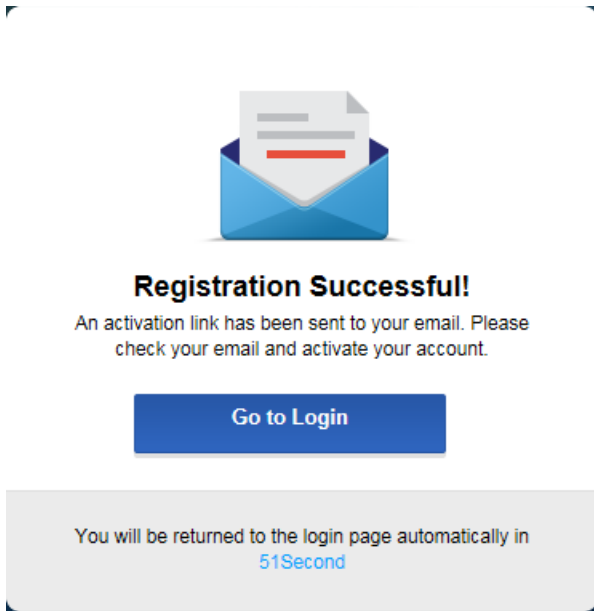 Registration Successful!
An activation link has been sent to your email. Please
check your email and activate your account.
Go to Login
You will be returned to the login page automatically in
51Second